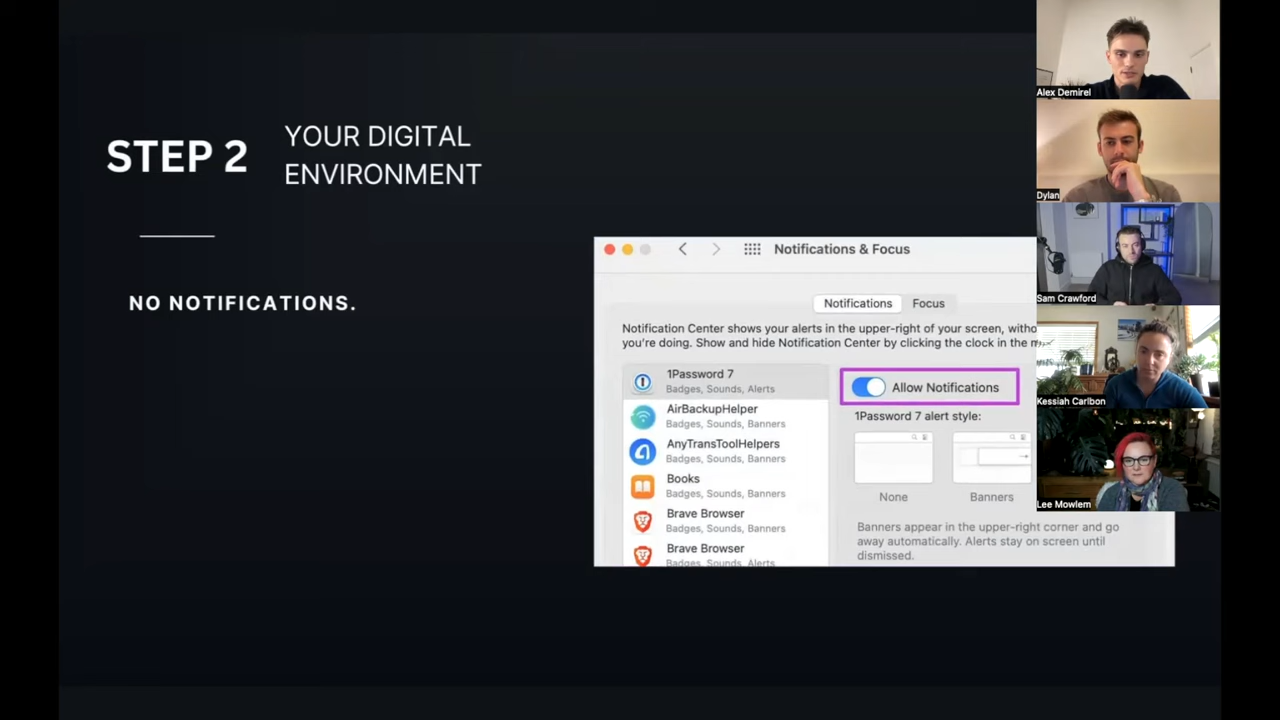 STEP 2
YOUR DIGITAL
ENVIRONMENT
NO NOTIFICATIONS.
Notifications & Focus
Notifications
Focus
Notification Center shows your alerts in the upper-right of your screen,
you're doing. Show and hide Notification Center by clicking the clock in the
1Password 7
Badges, Sounds, Alerts
AirBackupHelper
Badges, Sounds, Banners
AnyTransToolHelpers
Badges, Sounds, Banners
Books
Badges, Sounds, Banners
Brave Browser
Badges, Sounds, Banners
Brave Browser
Badges, Sounds, Alerts
Allow Notifications
1Password 7 alert style:
None
Banners
Banners appear in the upper-right corner and go
away automatically. Alerts stay on screen until
dismissed.
Alex Demirel
Dylan
Sam Crawford
Kessiah Carlbon
Lee Mowlem